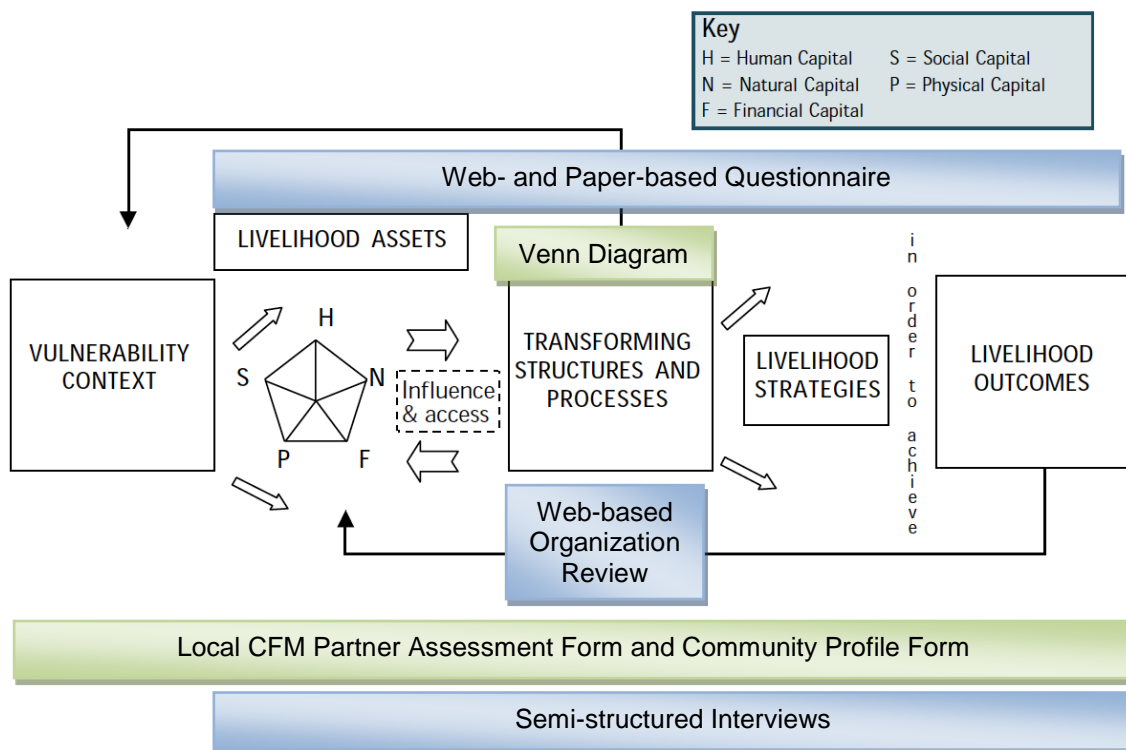 Key
H = Human Capital
S = Social Capital
N = Natural Capital
P = Physical Capital
F = Financial Capital
Web- and Paper-based Questionnaire
LIVELIHOOD ASSETS
Venn Diagram
VULNERABILITY
CONTEXT
H
S
N
P
F
Influence
& access
TRANSFORMING
STRUCTURES AND
PROCESSES
LIVELIHOOD
STRATEGIES
in order to achieve
LIVELIHOOD
OUTCOMES
Web-based
Organization
Review
Local CFM Partner Assessment Form and Community Profile Form
Semi-structured Interviews